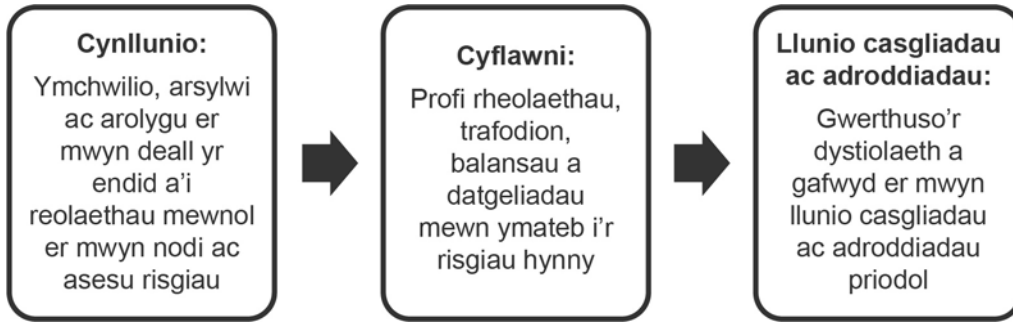 Cynllunio:
Ymchwilio, arsylwi
ac arolygu er
mwyn deall yr
endid a'i
reolaethau mewnol
er mwyn nodi ac
asesu risgiau
Cyflawni:
Profi rheolaethau,
trafodion,
balansau a
datgeliadau
mewn ymateb i'r
risgiau hynny
Llunio casgliadau
ac adroddiadau:
Gwerthuso'r
dystiolaeth a
gafwyd er mwyn
llunio casgliadau
ac adroddiadau
priodol